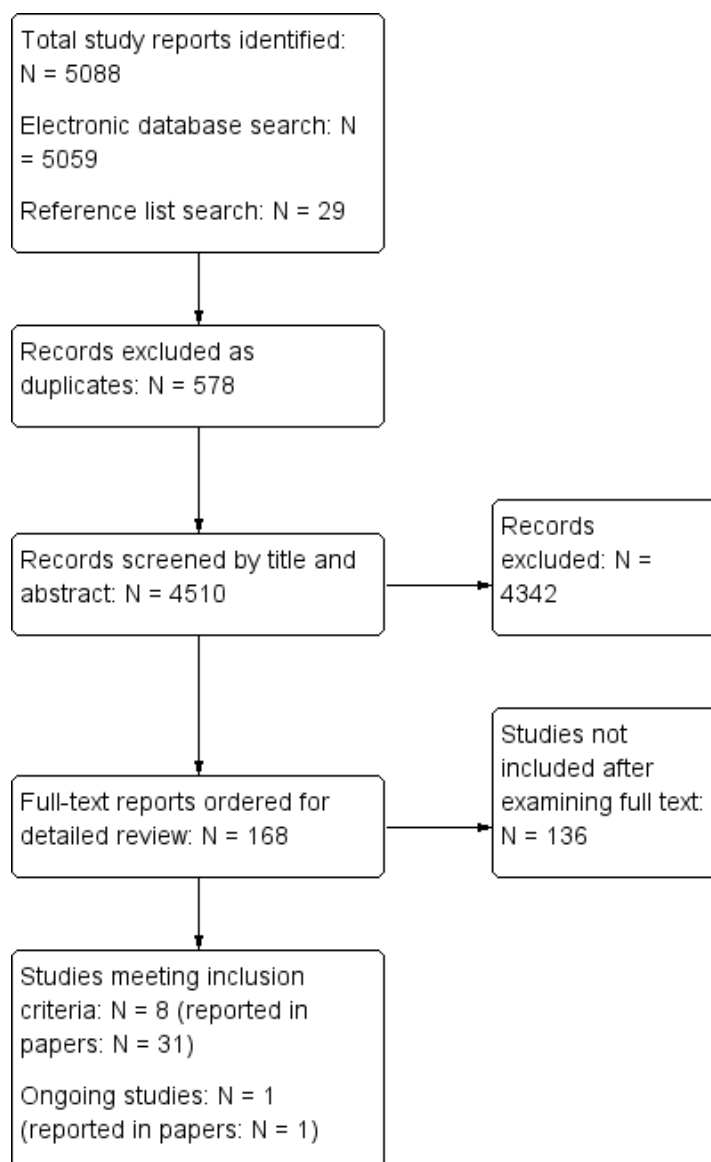 Total study reports identified:
N = 5088
Electronic database search: N
= 5059
Reference list search: N = 29
Records excluded as
duplicates: N = 578
Records screened by title and
abstract: N = 4510
Records
excluded: N =
4342
Full-text reports ordered for
detailed review: N = 168
Studies not
included after
examining full text:
N = 136
Studies meeting inclusion
criteria: N = 8 (reported in
papers: N = 31)
Ongoing studies: N = 1
(reported in papers: N = 1)